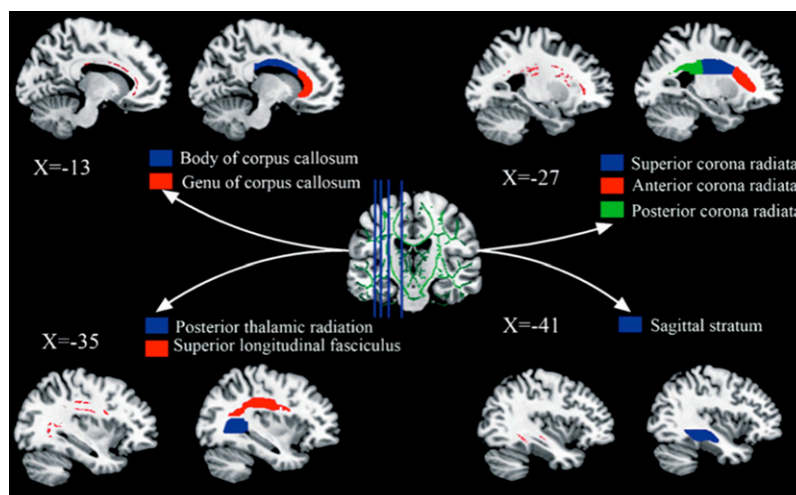 X=-13
Body of corpus callosum
Genu of corpus callosum
X=-27
Superior corona radiata
Anterior corona radiata
Posterior corona radiata
X=-35
Posterior thalamic radiation
Superior longitudinal fasciculus
X=-41
Sagittal stratum